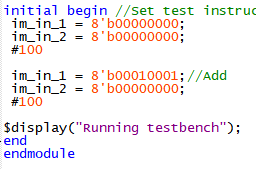 initial begin //Set test instruc
im_in_1 = 8'b00000000;
im_in_2 = 8'b00000000;
#100
im_in_1 = 8'b00010001;//Add
im_in_2 = 8'b00000000;
#100
$display("Running testbench");
end
endmodule